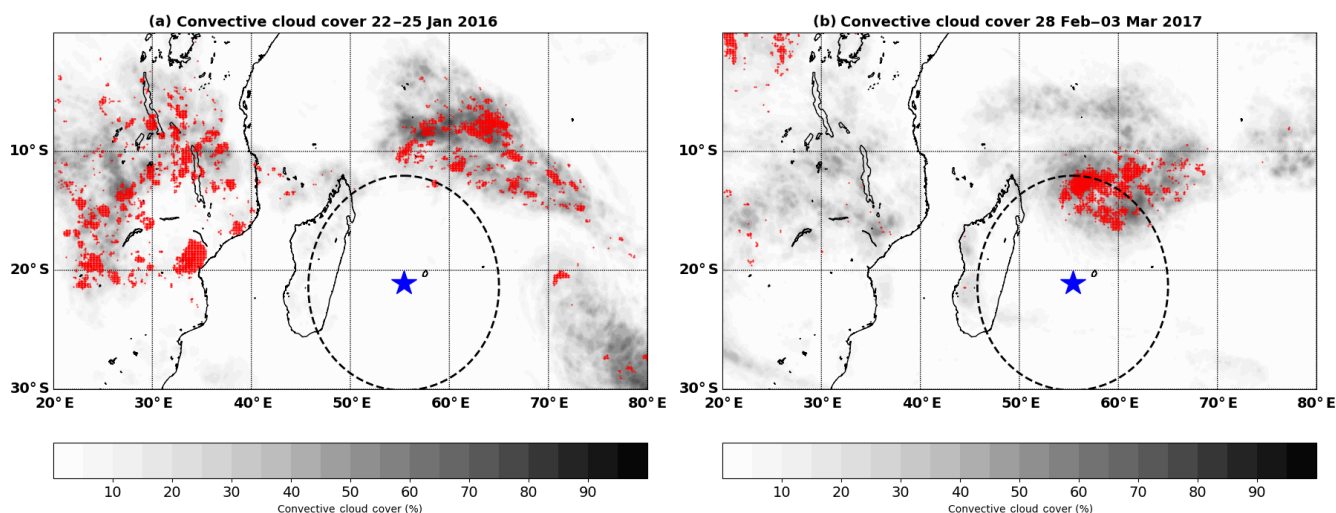 (a) Convective cloud cover 22–25 Jan 2016
10°S
20°S
30°S
20°E 30°E 40°E 50°E 60°E 70°E 80°E
10 20 30 40 50 60 70 80 90
Convective cloud cover (%)
(b) Convective cloud cover 28 Feb–03 Mar 2017
10°S
20°S
30°S
20°E 30°E 40°E 50°E 60°E 70°E 80°E
10 20 30 40 50 60 70 80 90
Convective cloud cover (%)